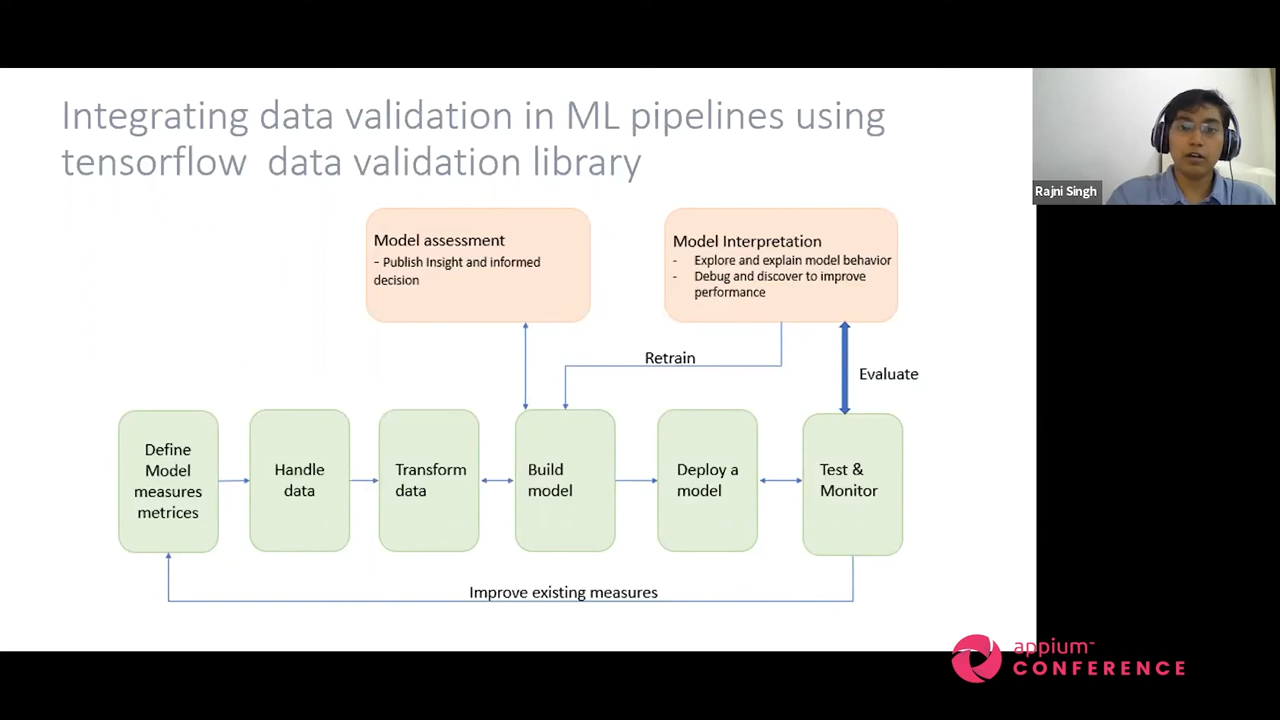 Integrating data validation in ML pipelines using
tensorflow data validation library
Rajni Singh
Model assessment
- Publish Insight and informed
decision
Model Interpretation
- Explore and explain model behavior
- Debug and discover to improve
performance
Retrain
Evaluate
Define
Model
measures
metrices
Handle
data
Transform
data
Build
model
Deploy a
model
Test &
Monitor
Improve existing measures
appium™
CONFERENCE